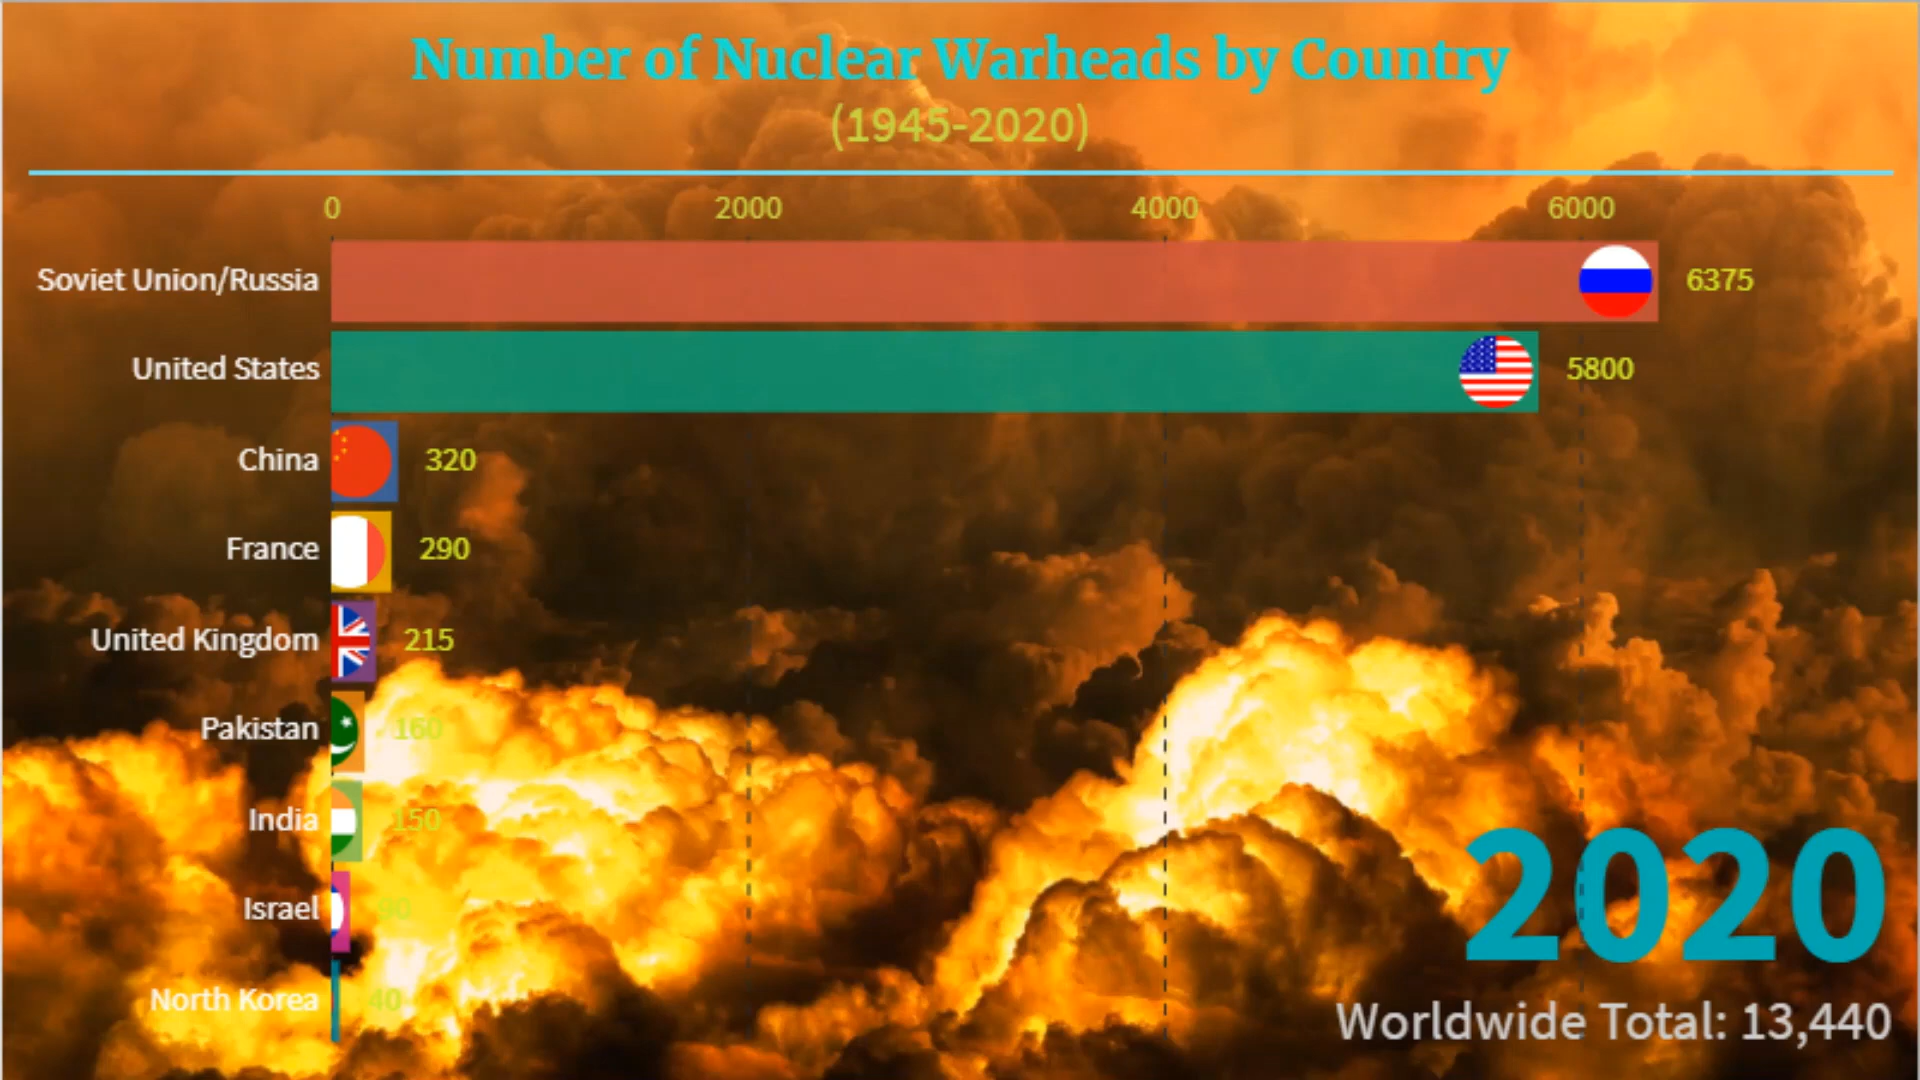 Number of Nuclear Warheads by Country
(1945-2020)
0 2000 4000 6000
Soviet Union/Russia 6375
United States 5800
China 320
France 290
United Kingdom 215
Pakistan 160
India 150
Israel 90
North Korea 40
2020
Worldwide Total: 13,440